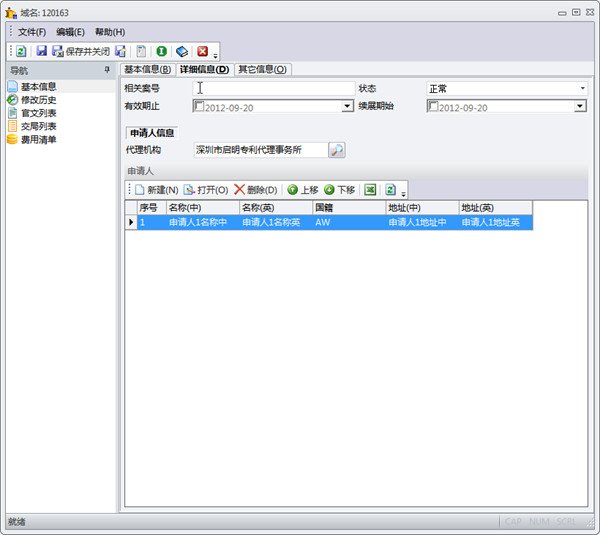 域名: 120163
文件(F) 编辑(E) 帮助(H)
保存并关闭
导航
基本信息
修改历史
官文列表
交局列表
费用清单
基本信息(B) 详细信息(D) 其它信息(O)
相关案号 状态 正常
有效期止 2012-09-20 续展期始 2012-09-20
申请人信息
代理机构 深圳市启明专利代理事务所
申请人
新建(N) 打开(O) 删除(D) 上移 下移
序号 名称(中) 名称(英) 国籍 地址(中) 地址(英)
1 申请人1名称中 申请人1名称英 AW 申请人1地址中 申请人1地址英
就绪 CAP NUM SCRL